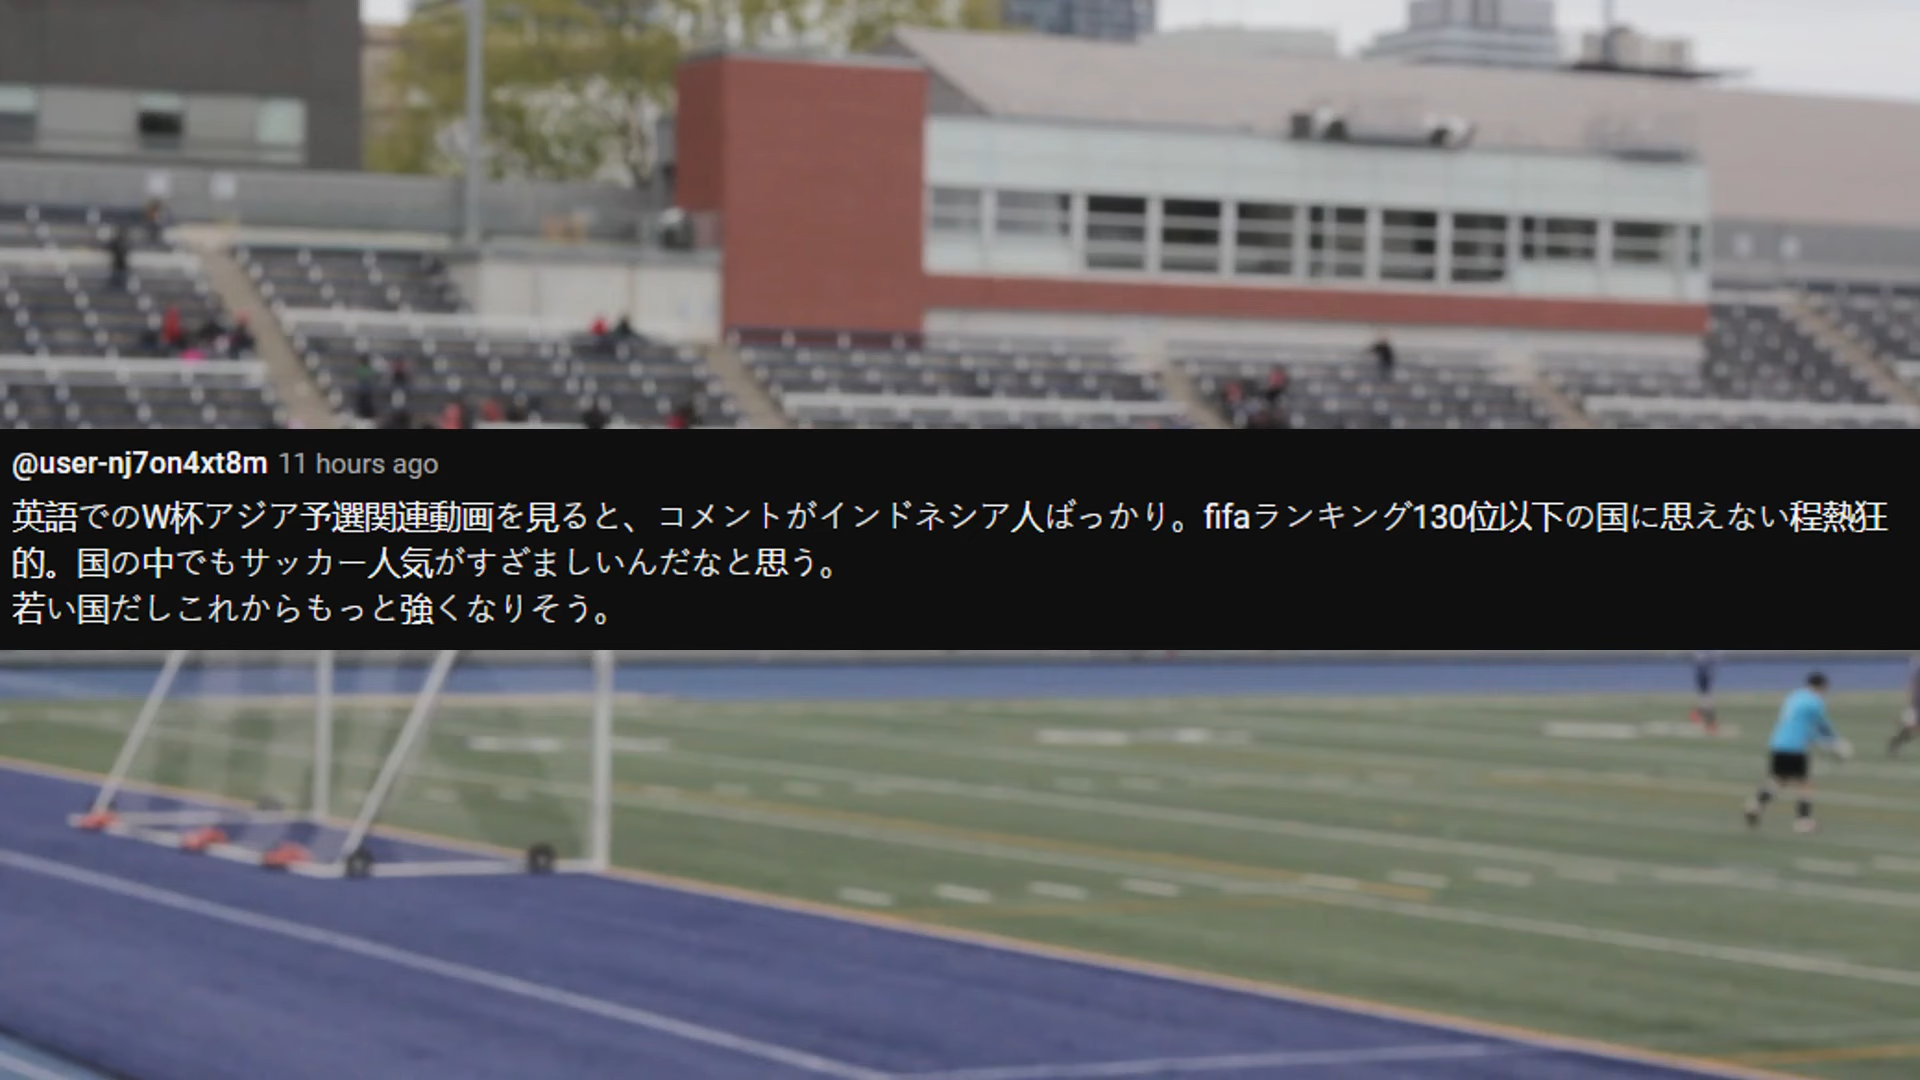 @user-nj7on4xt8m 11 hours ago
英語でのW杯アジア予選関連動画を見ると、コメントがインドネシア人ばっかり。fifaランキング130位以下の国に思えない程熱狂
的。国の中でもサッカー人気がすざましいんだなと思う。
若い国だしこれからもっと強くなりそう。